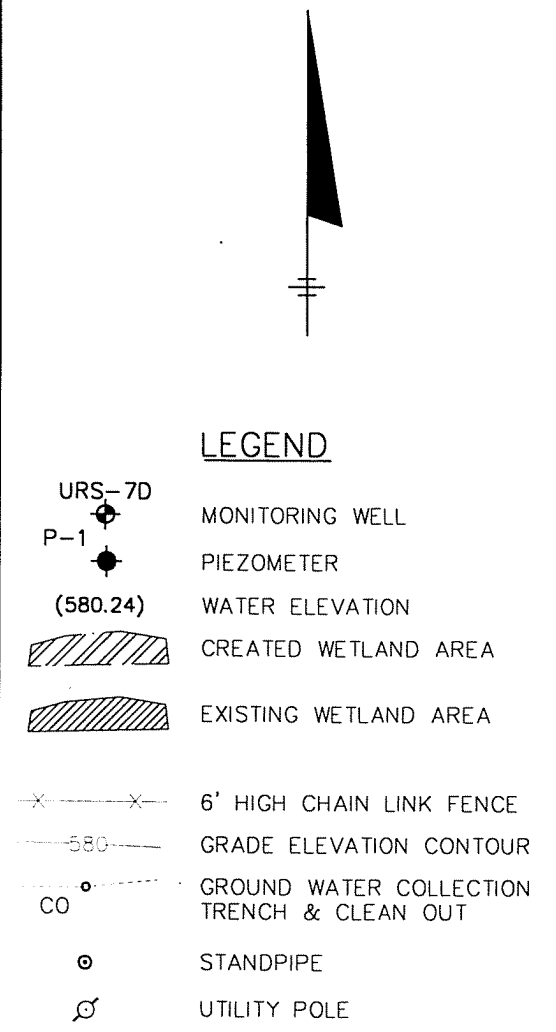 LEGEND
URS-7D
MONITORING WELL
P-1
PIEZOMETER
(580.24) WATER ELEVATION
CREATED WETLAND AREA
EXISTING WETLAND AREA
6' HIGH CHAIN LINK FENCE
580 GRADE ELEVATION CONTOUR
GROUND WATER COLLECTION
CO TRENCH & CLEAN OUT
STANDPIPE
UTILITY POLE